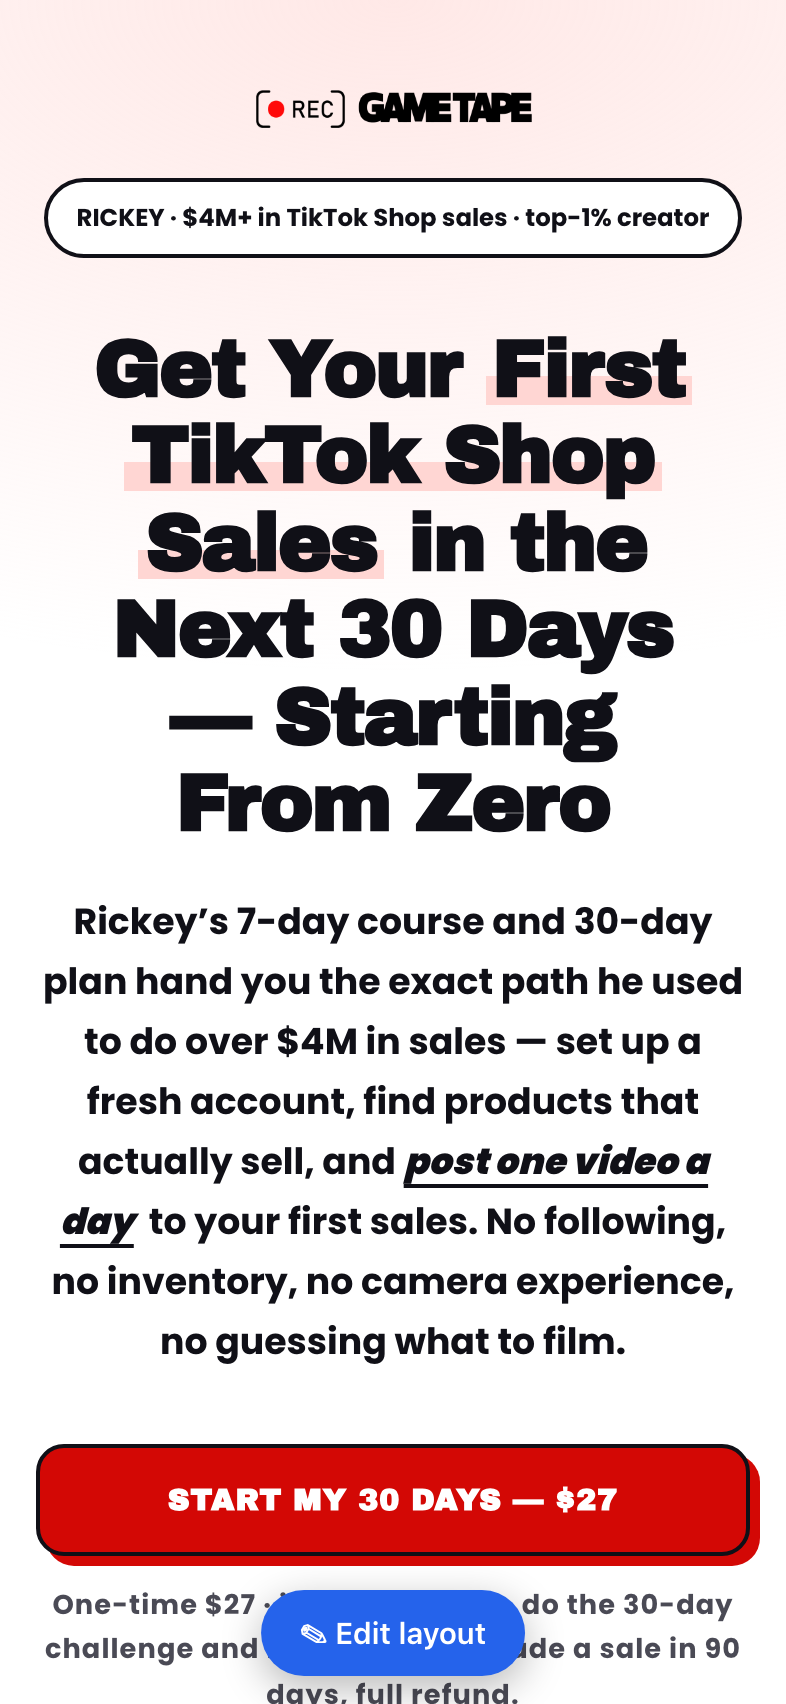 REC GAMETAPE
RICKEY · $4M+ in TikTok Shop sales · top-1% creator
Get Your First
TikTok Shop
Sales in the
Next 30 Days
— Starting
From Zero
Rickey’s 7-day course and 30-day
plan hand you the exact path he used
to do over $4M in sales — set up a
fresh account, find products that
actually sell, and post one video a
day to your first sales. No following,
no inventory, no camera experience,
no guessing what to film.
START MY 30 DAYS — $27
One-time $27 · do the 30-day
✎ Edit layout
challenge and a sale in 90
days, full refund.